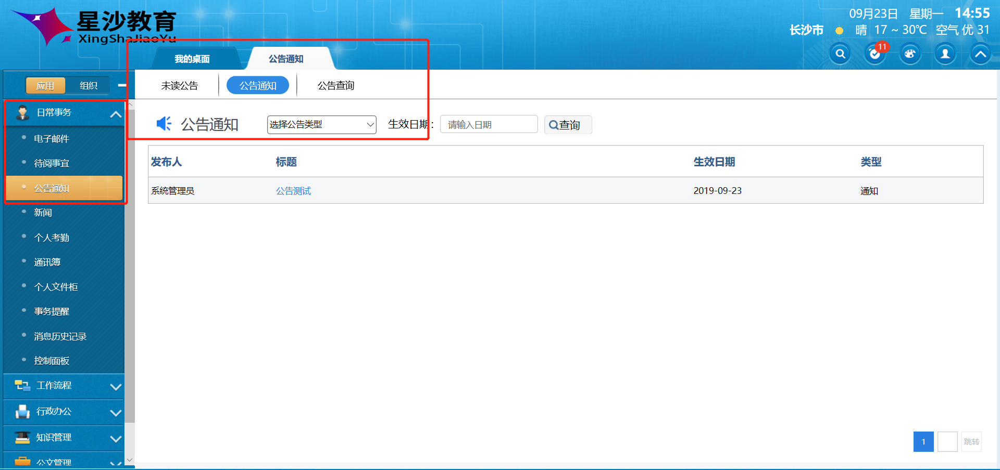 星沙教育
XingShaJiaoYu
09月23日 星期一 14:55
长沙市 晴 17 ~ 30℃ 空气 优 31
11
我的桌面 公告通知
应用 组织
未读公告 公告通知 公告查询
日常事务
电子邮件
待阅事宜
公告通知
新闻
个人考勤
通讯簿
个人文件柜
事务提醒
消息历史记录
控制面板
工作流程
行政办公
知识管理
公文管理
公告通知 选择公告类型 生效日期: 请输入日期 查询
发布人 标题 生效日期 类型
系统管理员 公告测试 2019-09-23 通知
1 跳转